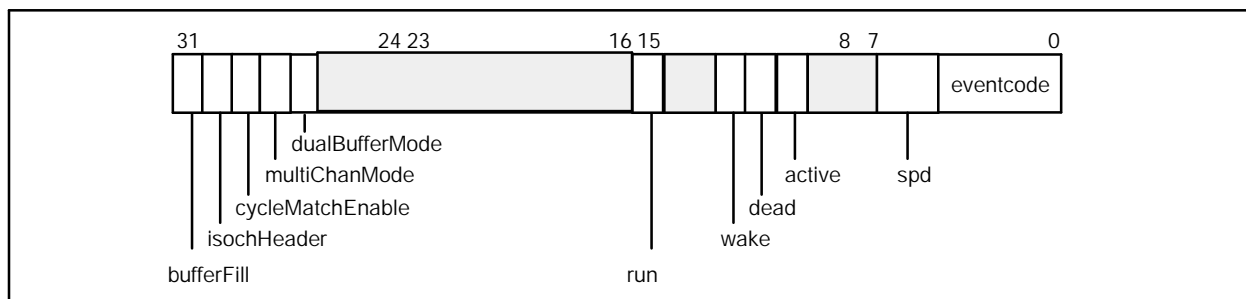 31 24 23 16 15 8 7 0
eventcode
dualBufferMode
multiChanMode active spd
cycleMatchEnable dead
isochHeader wake
bufferFill run